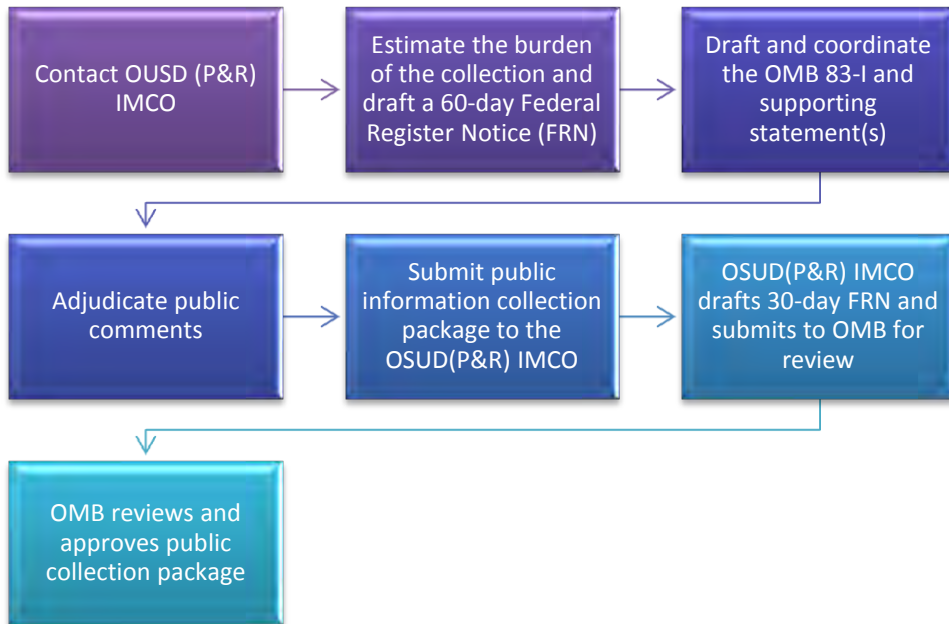 Contact OUSD (P&R)
IMCO
Estimate the burden
of the collection and
draft a 60-day Federal
Register Notice (FRN)
Draft and coordinate
the OMB 83-I and
supporting
statement(s)
Adjudicate public
comments
Submit public
information collection
package to the
OSUD(P&R) IMCO
OSUD(P&R) IMCO
drafts 30-day FRN and
submits to OMB for
review
OMB reviews and
approves public
collection package